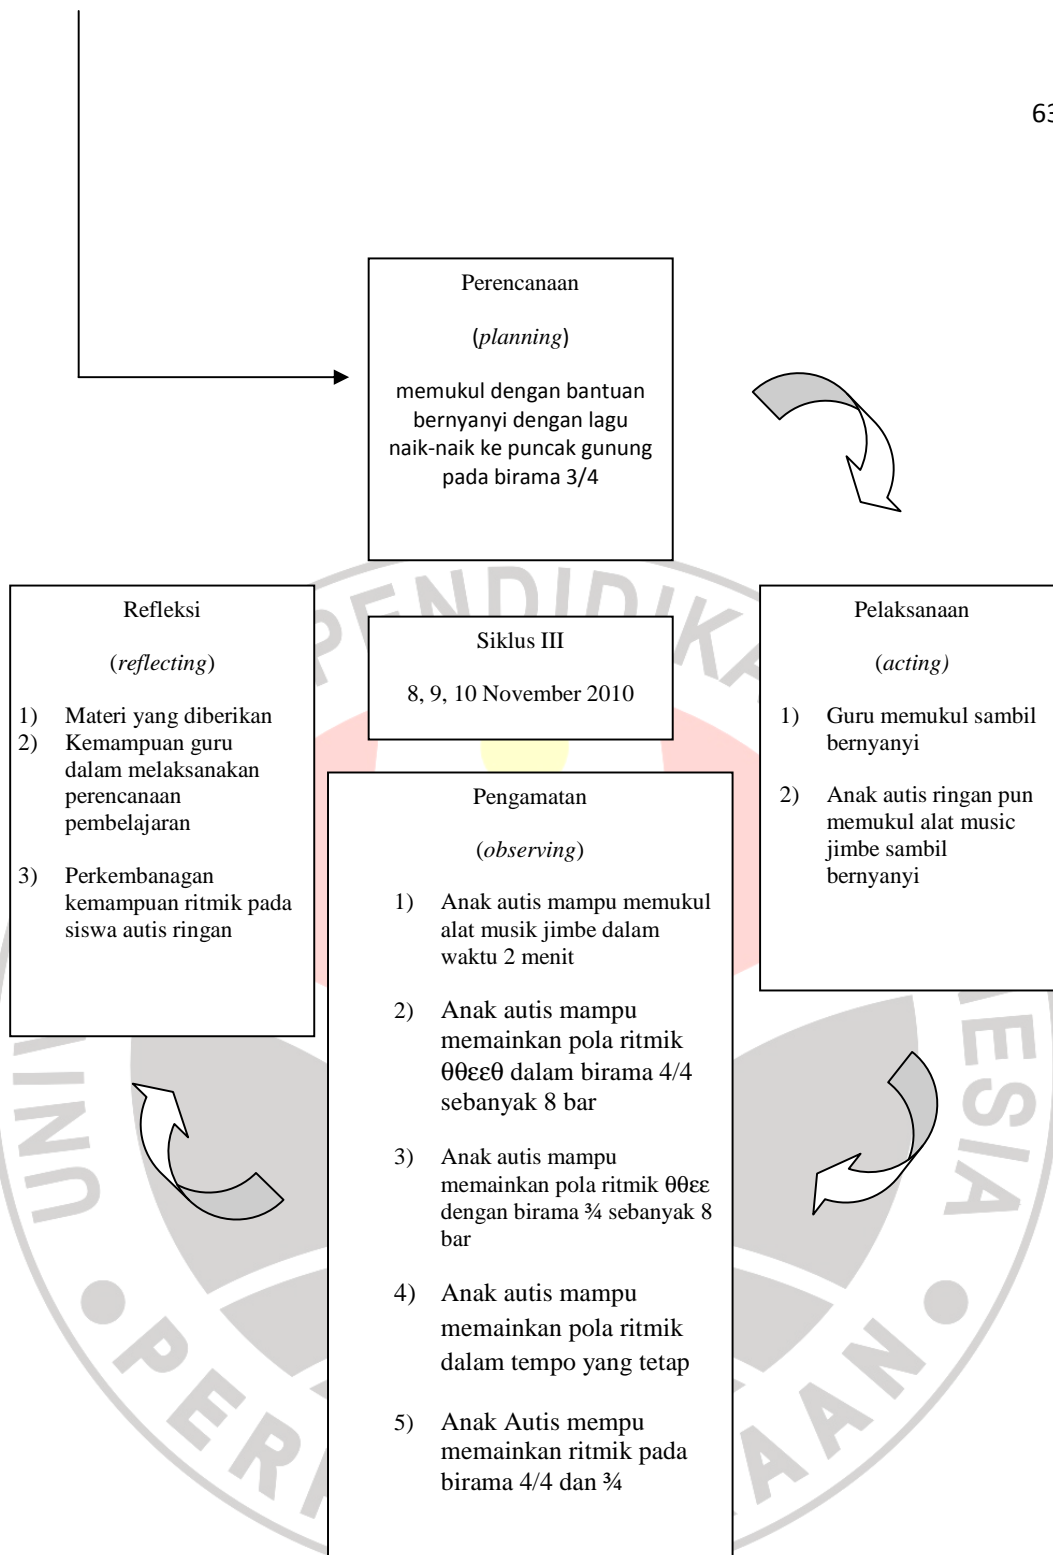 63
Perencanaan
(planning)
memukul dengan bantuan
bernyanyi dengan lagu
naik-naik ke puncak gunung
pada birama 3/4
Refleksi
(reflecting)
1) Materi yang diberikan
2) Kemampuan guru
dalam melaksanakan
perencanaan
pembelajaran
3) Perkembanagan
kemampuan ritmik pada
siswa autis ringan
Siklus III
8, 9, 10 November 2010
Pelaksanaan
(acting)
1) Guru memukul sambil
bernyanyi
2) Anak autis ringan pun
memukul alat music
jimbe sambil
bernyanyi
Pengamatan
(observing)
1) Anak autis mampu memukul
alat musik jimbe dalam
waktu 2 menit
2) Anak autis mampu
memainkan pola ritmik
θθεεθ dalam birama 4/4
sebanyak 8 bar
3) Anak autis mampu
memainkan pola ritmik θθεε
dengan birama ¾ sebanyak 8
bar
4) Anak autis mampu
memainkan pola ritmik
dalam tempo yang tetap
5) Anak Autis mempu
memainkan ritmik pada
birama 4/4 dan ¾